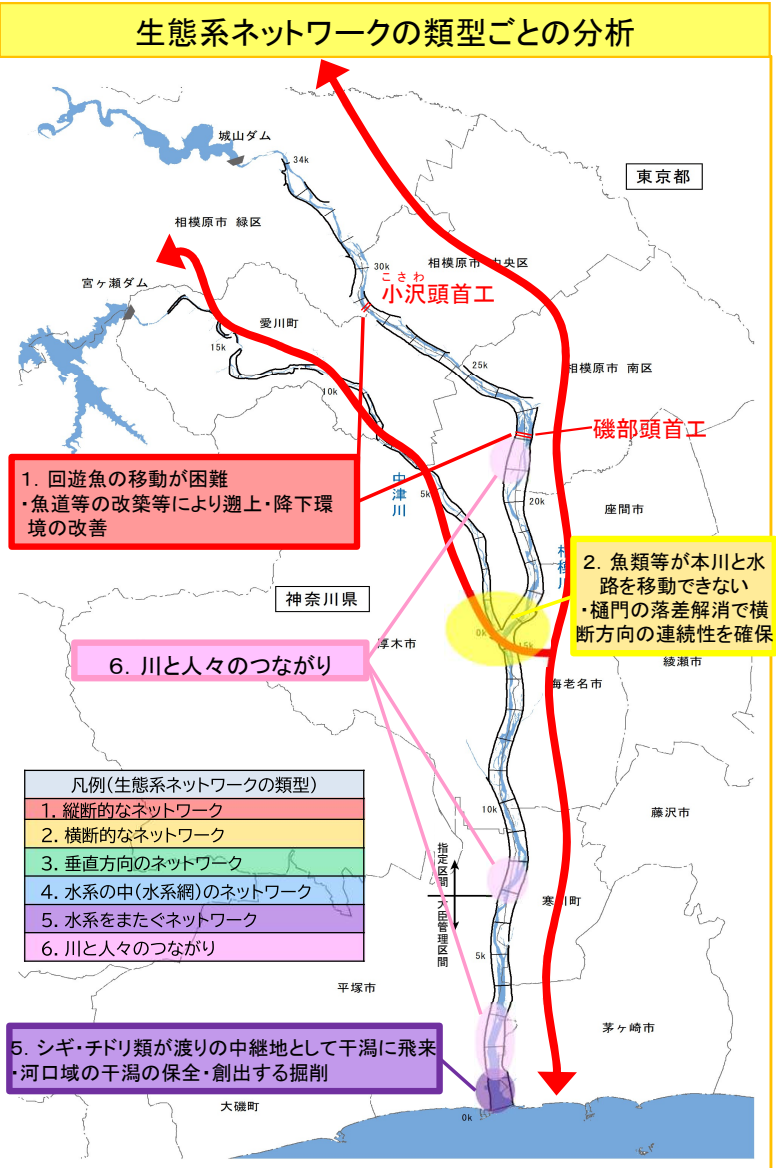 生態系ネットワークの類型ごとの分析
城山ダム
34k
東京都
相模原市 緑区
30k
相模原市 中央区
こさわ
小沢頭首工
宮ヶ瀬ダム
愛川町
15k
25k
10k
相模原市 南区
磯部頭首工
1. 回遊魚の移動が困難
・魚道等の改築等により遡上・降下環
境の改善
中津川
5k
20k
座間市
相模川
2. 魚類等が本川と水
路を移動できない
・樋門の落差解消で横
断方向の連続性を確保
神奈川県
0k
15k
厚木市
6. 川と人々のつながり
綾瀬市
海老名市
凡例(生態系ネットワークの類型)
1. 縦断的なネットワーク
2. 横断的なネットワーク
3. 垂直方向のネットワーク
4. 水系の中(水系網)のネットワーク
5. 水系をまたぐネットワーク
6. 川と人々のつながり
10k
藤沢市
指定区間
大臣管理区間
寒川町
5k
平塚市
茅ヶ崎市
5. シギ・チドリ類が渡りの中継地として干潟に飛来
・河口域の干潟の保全・創出する掘削
大磯町
0k